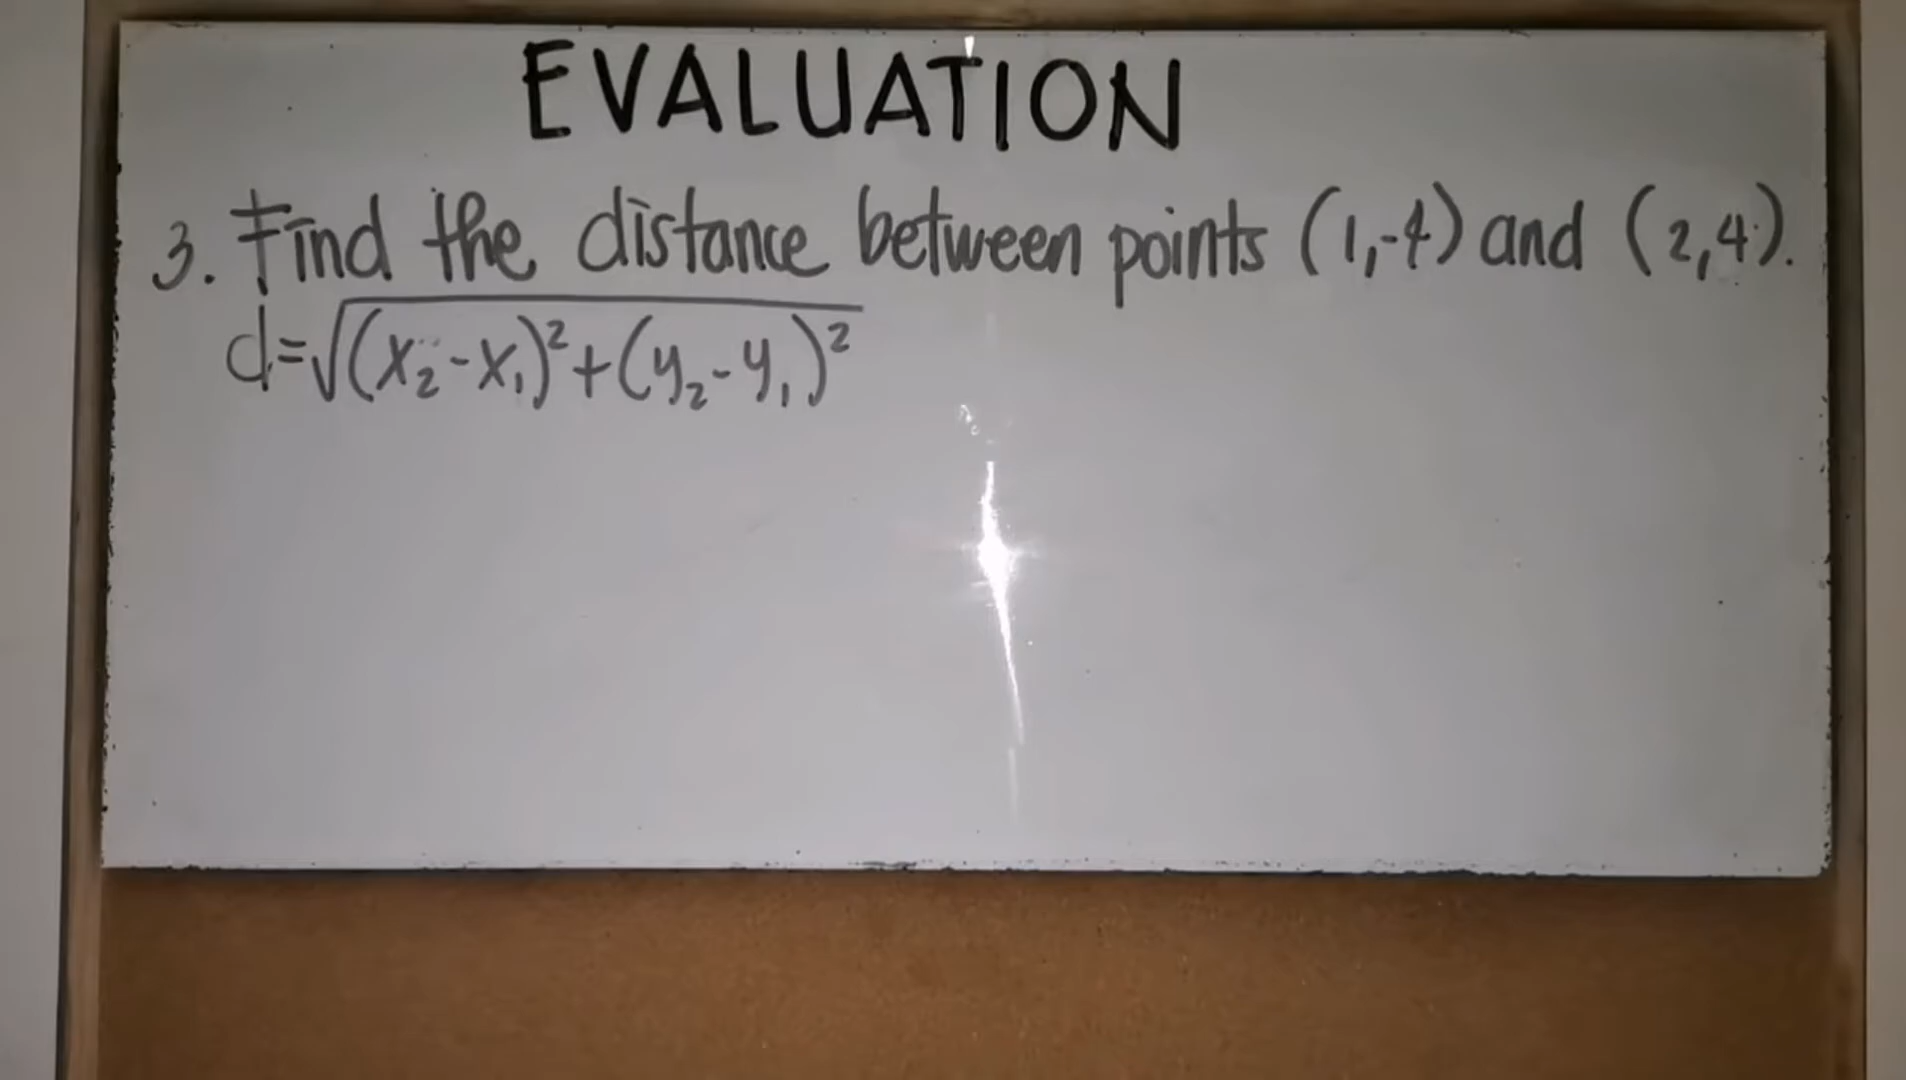 EVALUATION
3. Find the distance between points (1,-4) and (2,4).
d=√(x₂-x₁)²+(y₂-y₁)²